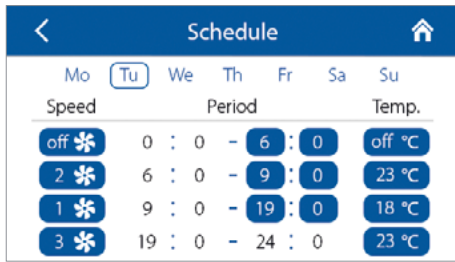 Schedule
Mo Tu We Th Fr Sa Su
Speed Period Temp.
off 0 : 0 - 6 : 0 off °C
2 6 : 0 - 9 : 0 23 °C
1 9 : 0 - 19 : 0 18 °C
3 19 : 0 - 24 : 0 23 °C